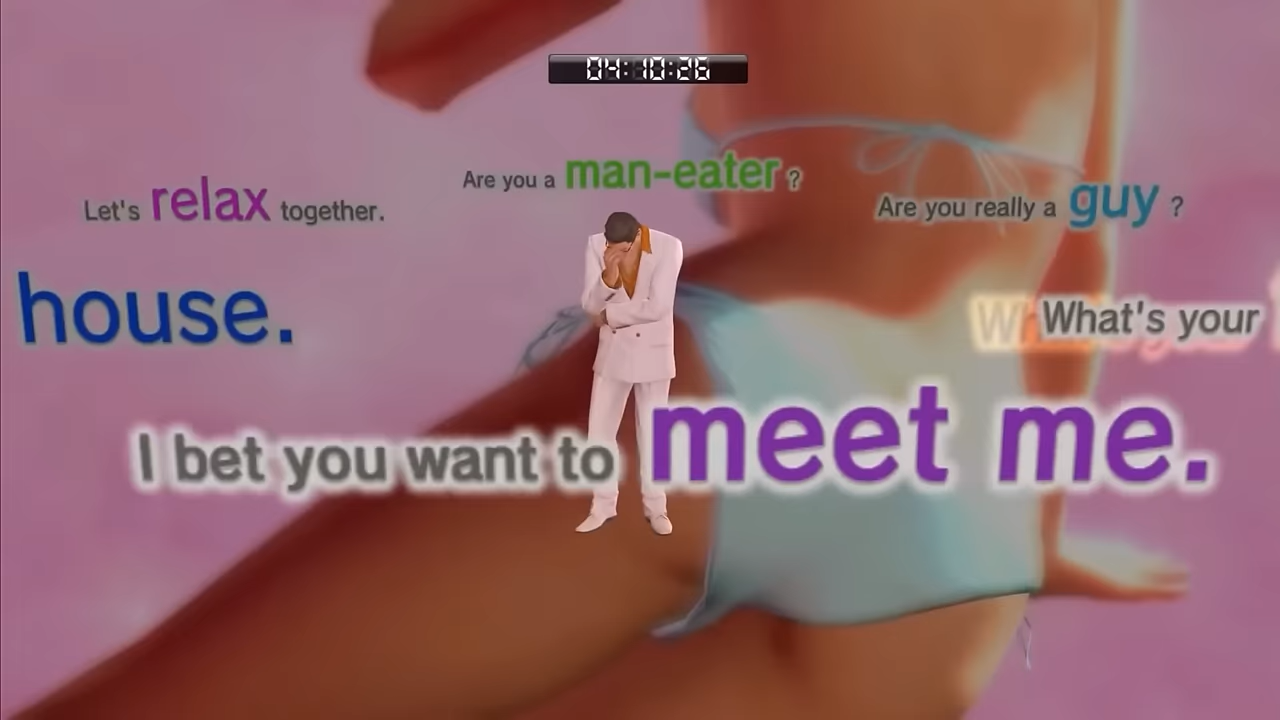 04:10:26
Are you a man-eater ?
Let's relax together.
Are you really a guy ?
house.
What's your
I bet you want to meet me.